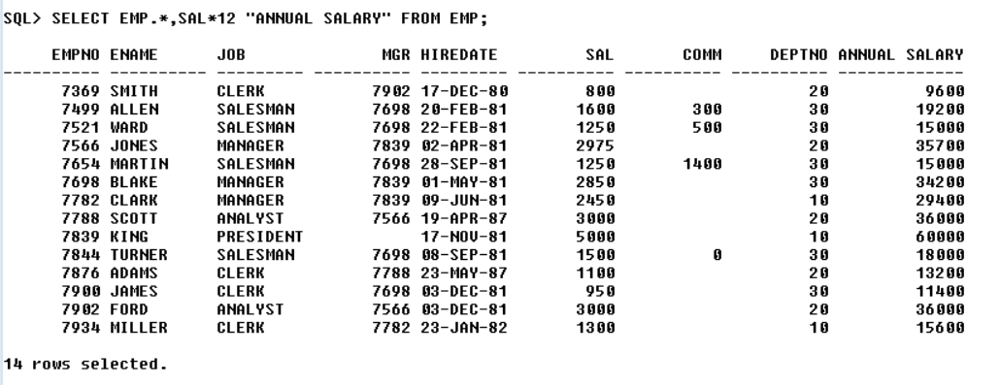 SQL> SELECT EMP.*,SAL*12 "ANNUAL SALARY" FROM EMP;
EMPNO ENAME JOB MGR HIREDATE SAL COMM DEPTNO ANNUAL SALARY
---------- ---------- --------- ---------- --------- ---------- ---------- ---------- -------------
7369 SMITH CLERK 7902 17-DEC-80 800 20 9600
7499 ALLEN SALESMAN 7698 20-FEB-81 1600 300 30 19200
7521 WARD SALESMAN 7698 22-FEB-81 1250 500 30 15000
7566 JONES MANAGER 7839 02-APR-81 2975 20 35700
7654 MARTIN SALESMAN 7698 28-SEP-81 1250 1400 30 15000
7698 BLAKE MANAGER 7839 01-MAY-81 2850 30 34200
7782 CLARK MANAGER 7839 09-JUN-81 2450 10 29400
7788 SCOTT ANALYST 7566 19-APR-87 3000 20 36000
7839 KING PRESIDENT 17-NOV-81 5000 10 60000
7844 TURNER SALESMAN 7698 08-SEP-81 1500 0 30 18000
7876 ADAMS CLERK 7788 23-MAY-87 1100 20 13200
7900 JAMES CLERK 7698 03-DEC-81 950 30 11400
7902 FORD ANALYST 7566 03-DEC-81 3000 20 36000
7934 MILLER CLERK 7782 23-JAN-82 1300 10 15600
14 rows selected.